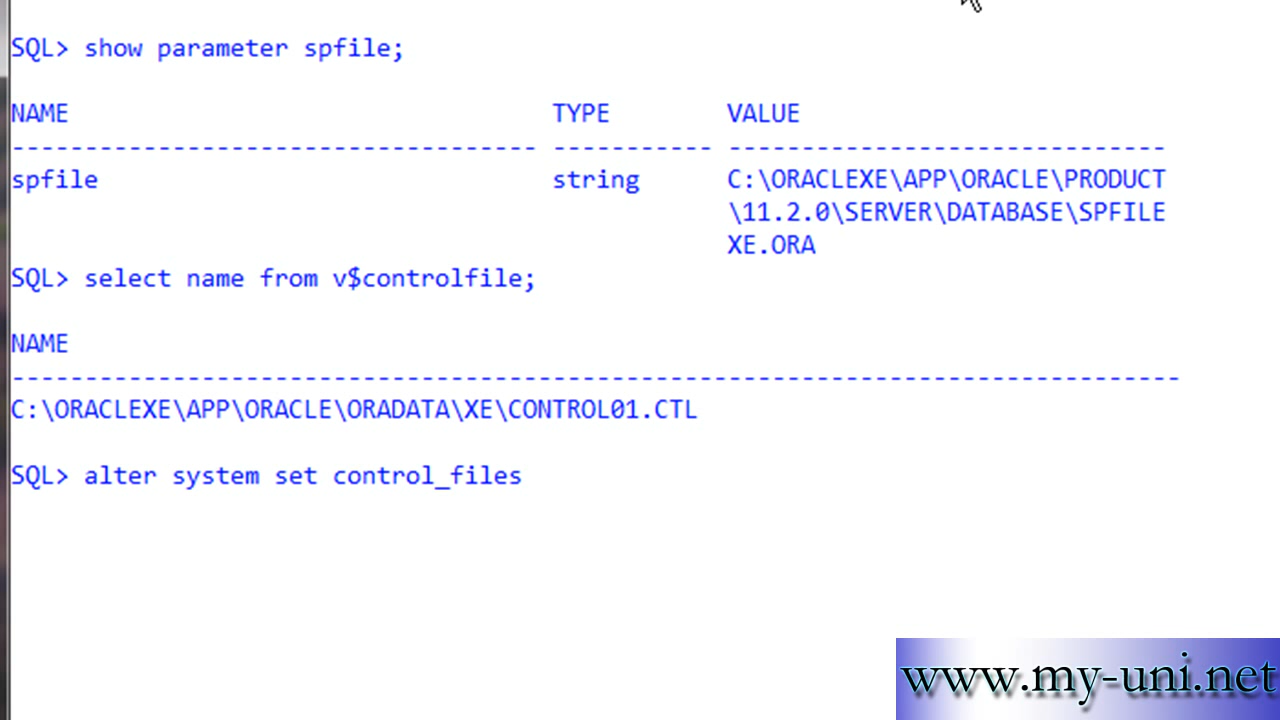 SQL> show parameter spfile;
NAME TYPE VALUE
------------------------------------ ----------- ------------------------------
spfile string C:\ORACLEXE\APP\ORACLE\PRODUCT
\11.2.0\SERVER\DATABASE\SPFILE
XE.ORA
SQL> select name from v$controlfile;
NAME
--------------------------------------------------------------------------------
C:\ORACLEXE\APP\ORACLE\ORADATA\XE\CONTROL01.CTL
SQL> alter system set control_files
www.my-uni.net